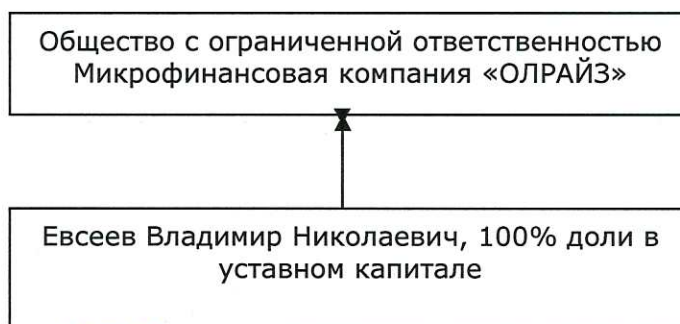 Общество с ограниченной ответственностью
Микрофинансовая компания «ОЛРАЙЗ»
Евсеев Владимир Николаевич, 100% доли в
уставном капитале